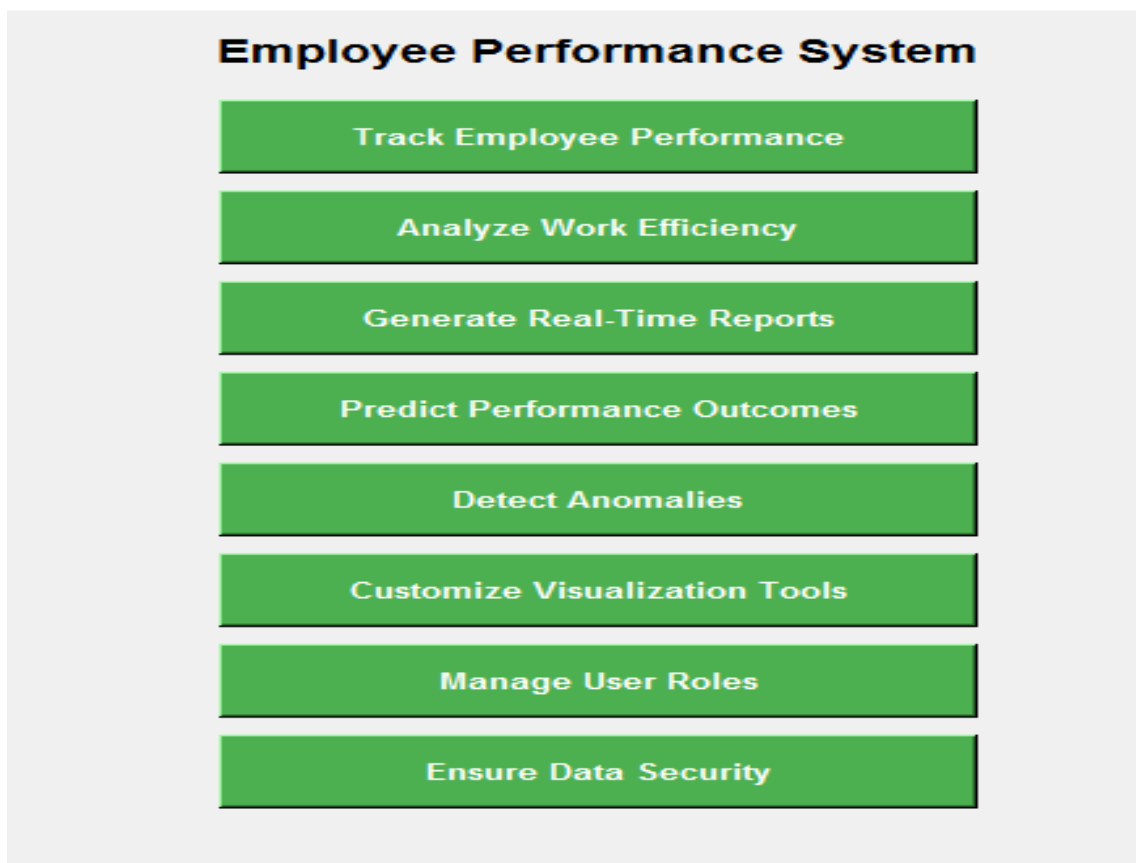 Employee Performance System
Track Employee Performance
Analyze Work Efficiency
Generate Real-Time Reports
Predict Performance Outcomes
Detect Anomalies
Customize Visualization Tools
Manage User Roles
Ensure Data Security